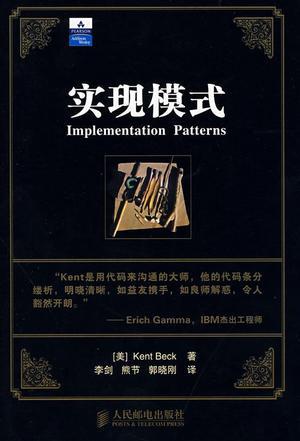 PEARSON
Addison
Wesley
实现模式
Implementation Patterns
“Kent是用代码来沟通的大师，他的代码条分
缕析，明晓清晰，如益友携手，如良师解惑，令人
豁然开朗。”
——Erich Gamma，IBM杰出工程师
[美] Kent Beck 著
李剑 熊节 郭晓刚 译
人民邮电出版社
POSTS & TELECOM PRESS